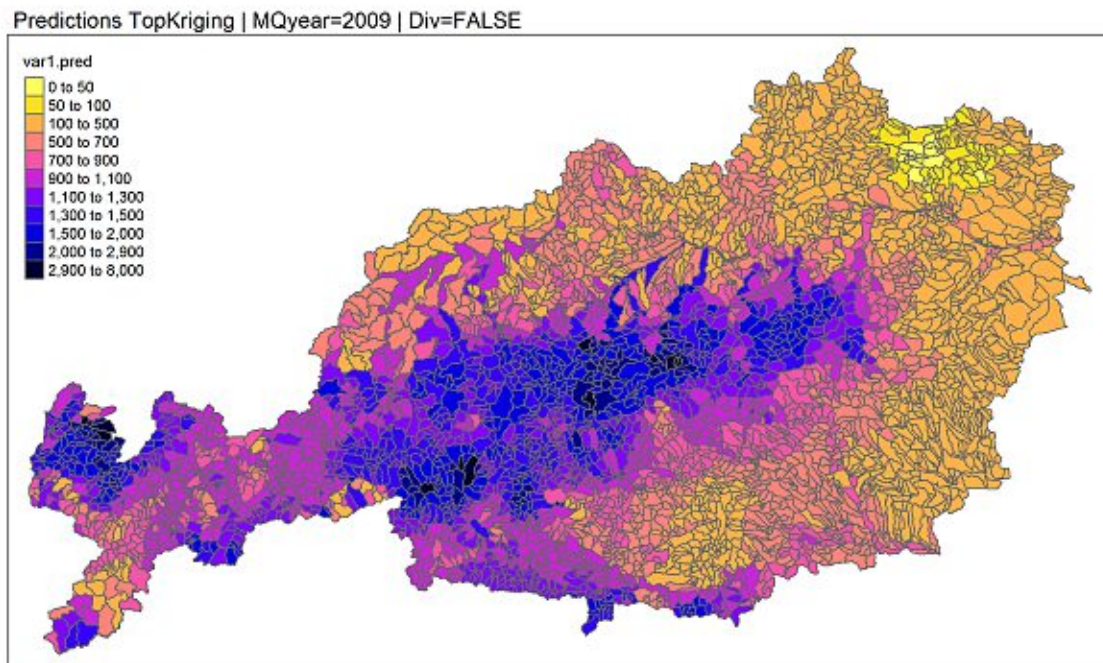 Predictions TopKriging | MQyear=2009 | Div=FALSE
var1.pred
0 to 50
50 to 100
100 to 500
500 to 700
700 to 900
900 to 1,100
1,100 to 1,300
1,300 to 1,500
1,500 to 2,000
2,000 to 2,900
2,900 to 8,000